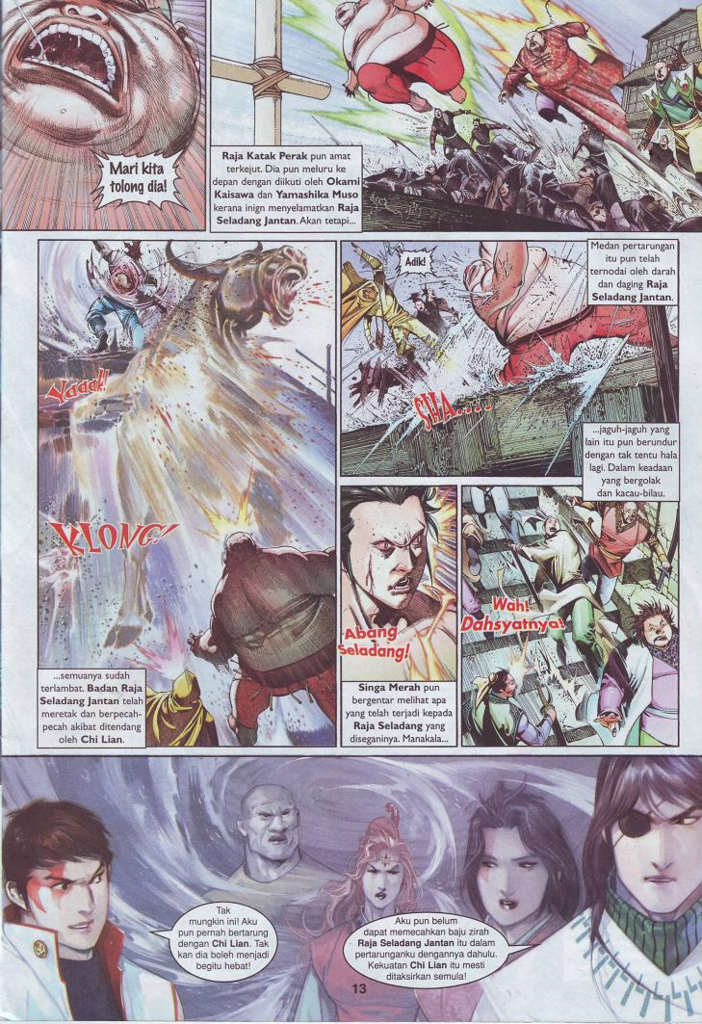 Mari kita
tolong dia!
Raja Katak Perak pun amat
terkejut. Dia pun meluru ke
depan dengan diikuti oleh Okami
Kaisawa dan Yamashika Muso
kerana inign menyelamatkan Raja
Seladang Jantan. Akan tetapi...
Yaaak!
KLONG!
...semuanya sudah
terlambat. Badan Raja
Seladang Jantan telah
meretak dan berpecah-
pecah akibat ditendang
oleh Chi Lian.
Adik!
Medan pertarungan
itu pun telah
ternodai oleh darah
dan daging Raja
Seladang Jantan.
SHA....
...jaguh-jaguh yang
lain itu pun berundur
dengan tak tentu hala
lagi. Dalam keadaan
yang bergolak
dan kacau-bilau.
Abang
Seladang!
Singa Merah pun
bergentar melihat apa
yang telah terjadi kepada
Raja Seladang yang
diseganinya. Manakala...
Wah!
Dahsyatnya!
Tak
mungkin ini! Aku
pun pernah bertarung
dengan Chi Lian. Tak
kan dia boleh menjadi
begitu hebat!
Aku pun belum
dapat memecahkan baju zirah
Raja Seladang Jantan itu dalam
pertarunganku dengannya dahulu.
Kekuatan Chi Lian itu mesti
ditaksirkan semula!
13